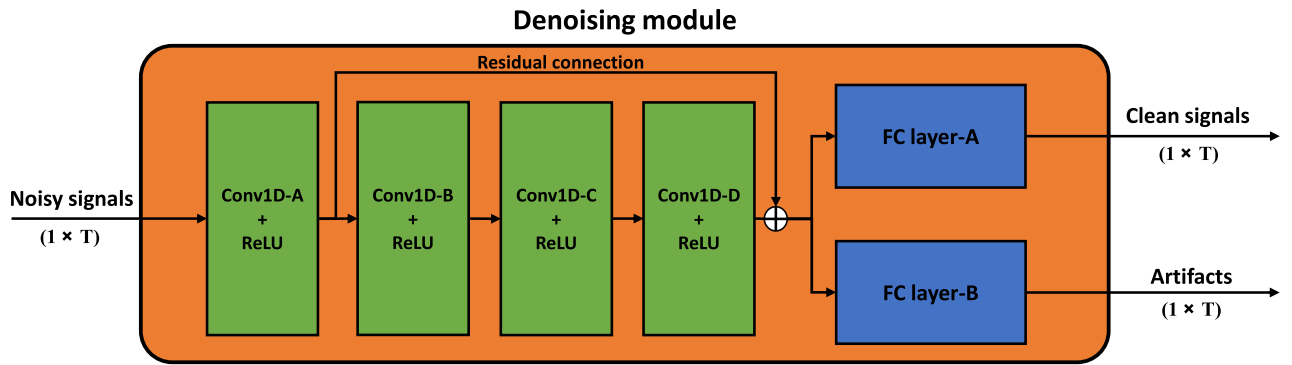 Denoising module
Residual connection
Noisy signals
(1 × T)
Conv1D-A
+
ReLU
Conv1D-B
+
ReLU
Conv1D-C
+
ReLU
Conv1D-D
+
ReLU
FC layer-A
FC layer-B
Clean signals
(1 × T)
Artifacts
(1 × T)